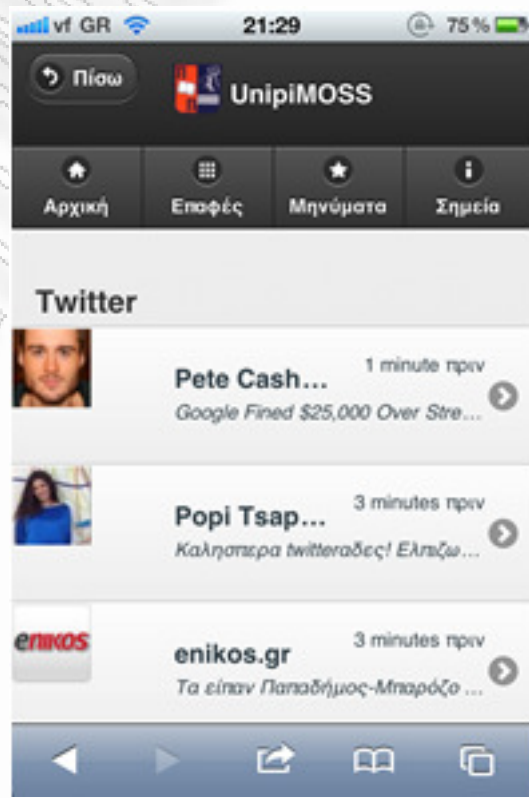 vf GR 21:29 75 %
Πίσω UnipiMOSS
Αρχική Επαφές Μηνύματα Σημεία
Twitter
Pete Cash... 1 minute πριν
Google Fined $25,000 Over Stre...
Popi Tsap... 3 minutes πριν
Καλησπερα twitterαδες! Ελπιζω...
enikos
enikos.gr 3 minutes πριν
Τα είπαν Παπαδήμος-Μπαρόζο ...